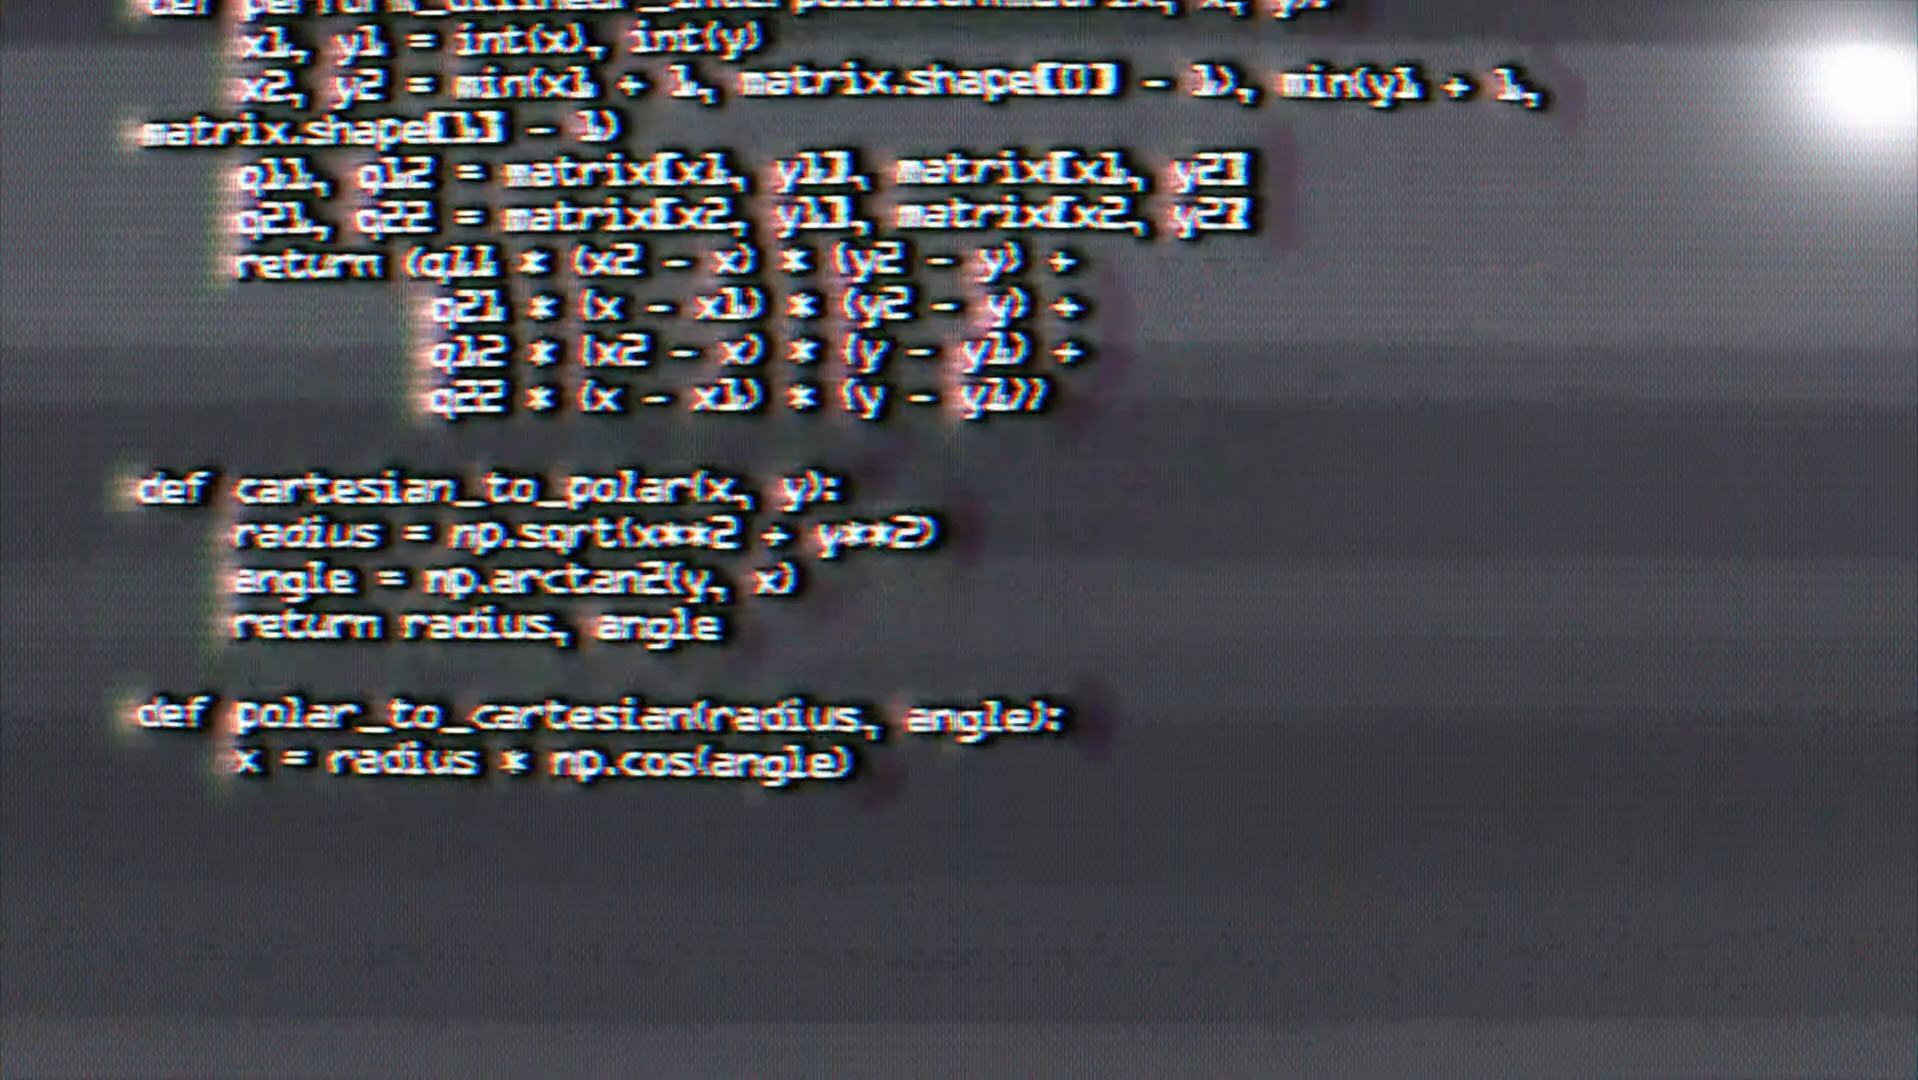 def perform_bilinear_interpolation(matrix, x, y):
x1, y1 = int(x), int(y)
x2, y2 = min(x1 + 1, matrix.shape[0] - 1), min(y1 + 1,
matrix.shape[1] - 1)
q11, q12 = matrix[x1, y1], matrix[x1, y2]
q21, q22 = matrix[x2, y1], matrix[x2, y2]
return (q11 * (x2 - x) * (y2 - y) +
q21 * (x - x1) * (y2 - y) +
q12 * (x2 - x) * (y - y1) +
q22 * (x - x1) * (y - y1))
def cartesian_to_polar(x, y):
radius = np.sqrt(x**2 + y**2)
angle = np.arctan2(y, x)
return radius, angle
def polar_to_cartesian(radius, angle):
x = radius * np.cos(angle)